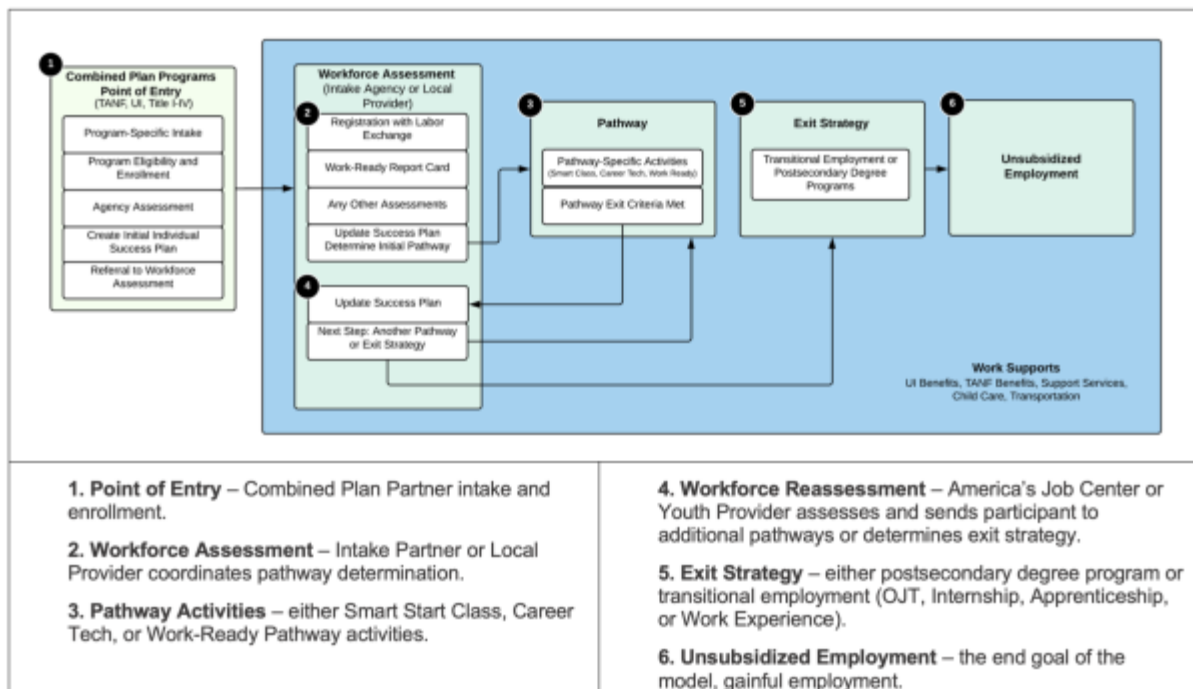 1
Combined Plan Programs
Point of Entry
(TANF, UI, Title I-IV)
Program-Specific Intake
Program Eligibility and
Enrollment
Agency Assessment
Create Initial Individual
Success Plan
Referral to Workforce
Assessment
Workforce Assessment
(Intake Agency or Local
Provider)
2
Registration with Labor
Exchange
Work-Ready Report Card
Any Other Assessments
Update Success Plan
Determine Initial Pathway
4
Update Success Plan
Next Step: Another Pathway
or Exit Strategy
3
Pathway
Pathway-Specific Activities
(Smart Class, Career Tech, Work Ready)
Pathway Exit Criteria Met
5
Exit Strategy
Transitional Employment or
Postsecondary Degree
Programs
6
Unsubsidized
Employment
Work Supports
UI Benefits, TANF Benefits, Support Services,
Child Care, Transportation
1. Point of Entry – Combined Plan Partner intake and
enrollment.
2. Workforce Assessment – Intake Partner or Local
Provider coordinates pathway determination.
3. Pathway Activities – either Smart Start Class, Career
Tech, or Work-Ready Pathway activities.
4. Workforce Reassessment – America's Job Center or
Youth Provider assesses and sends participant to
additional pathways or determines exit strategy.
5. Exit Strategy – either postsecondary degree program or
transitional employment (OJT, Internship, Apprenticeship,
or Work Experience).
6. Unsubsidized Employment – the end goal of the
model, gainful employment.